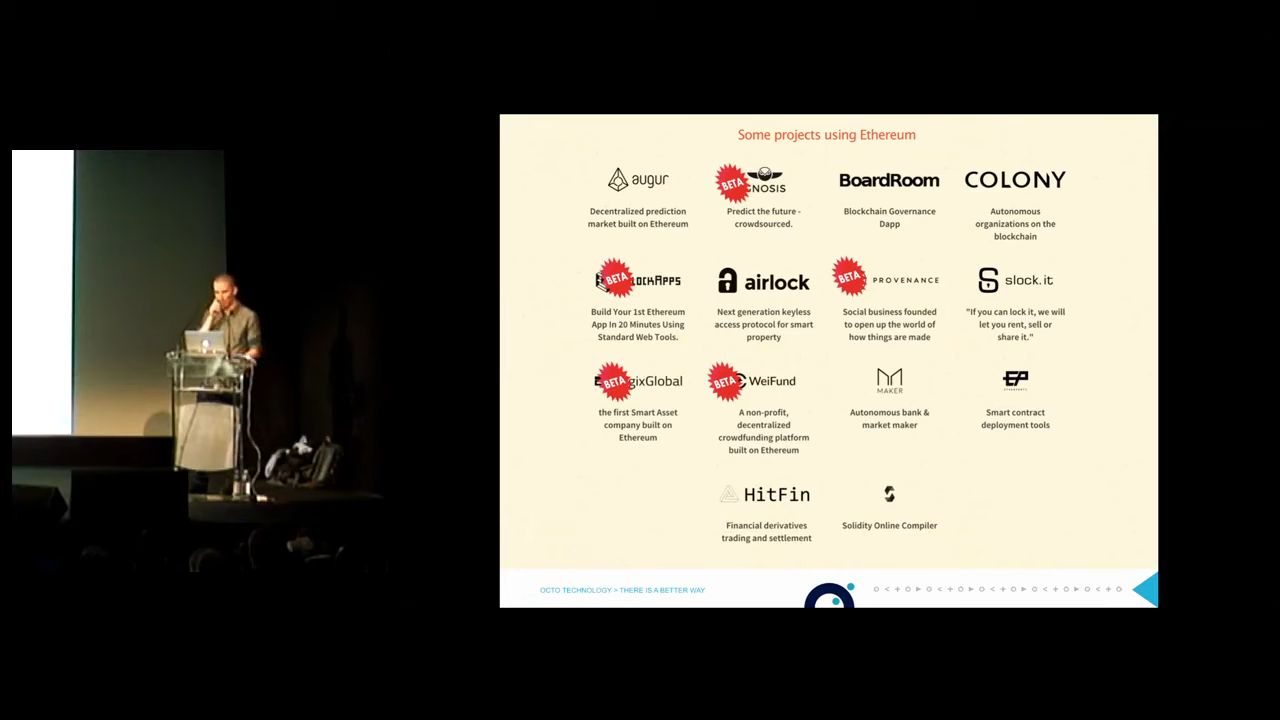 Some projects using Ethereum
augur
BETA
GNOSIS
BoardRoom
COLONY
Decentralized prediction
market built on Ethereum
Predict the future -
crowdsourced.
Blockchain Governance
Dapp
Autonomous
organizations on the
blockchain
BETA
LOCKAPPS
airlock
BETA
PROVENANCE
slock.it
Build Your 1st Ethereum
App In 20 Minutes Using
Standard Web Tools.
Next generation keyless
access protocol for smart
property
Social business founded
to open up the world of
how things are made
"If you can lock it, we will
let you rent, sell or
share it."
BETA
gixGlobal
BETA
WeiFund
MAKER
EP
the first Smart Asset
company built on
Ethereum
A non-profit,
decentralized
crowdfunding platform
built on Ethereum
Autonomous bank &
market maker
Smart contract
deployment tools
HitFin
Financial derivatives
trading and settlement
Solidity Online Compiler
OCTO TECHNOLOGY > THERE IS A BETTER WAY